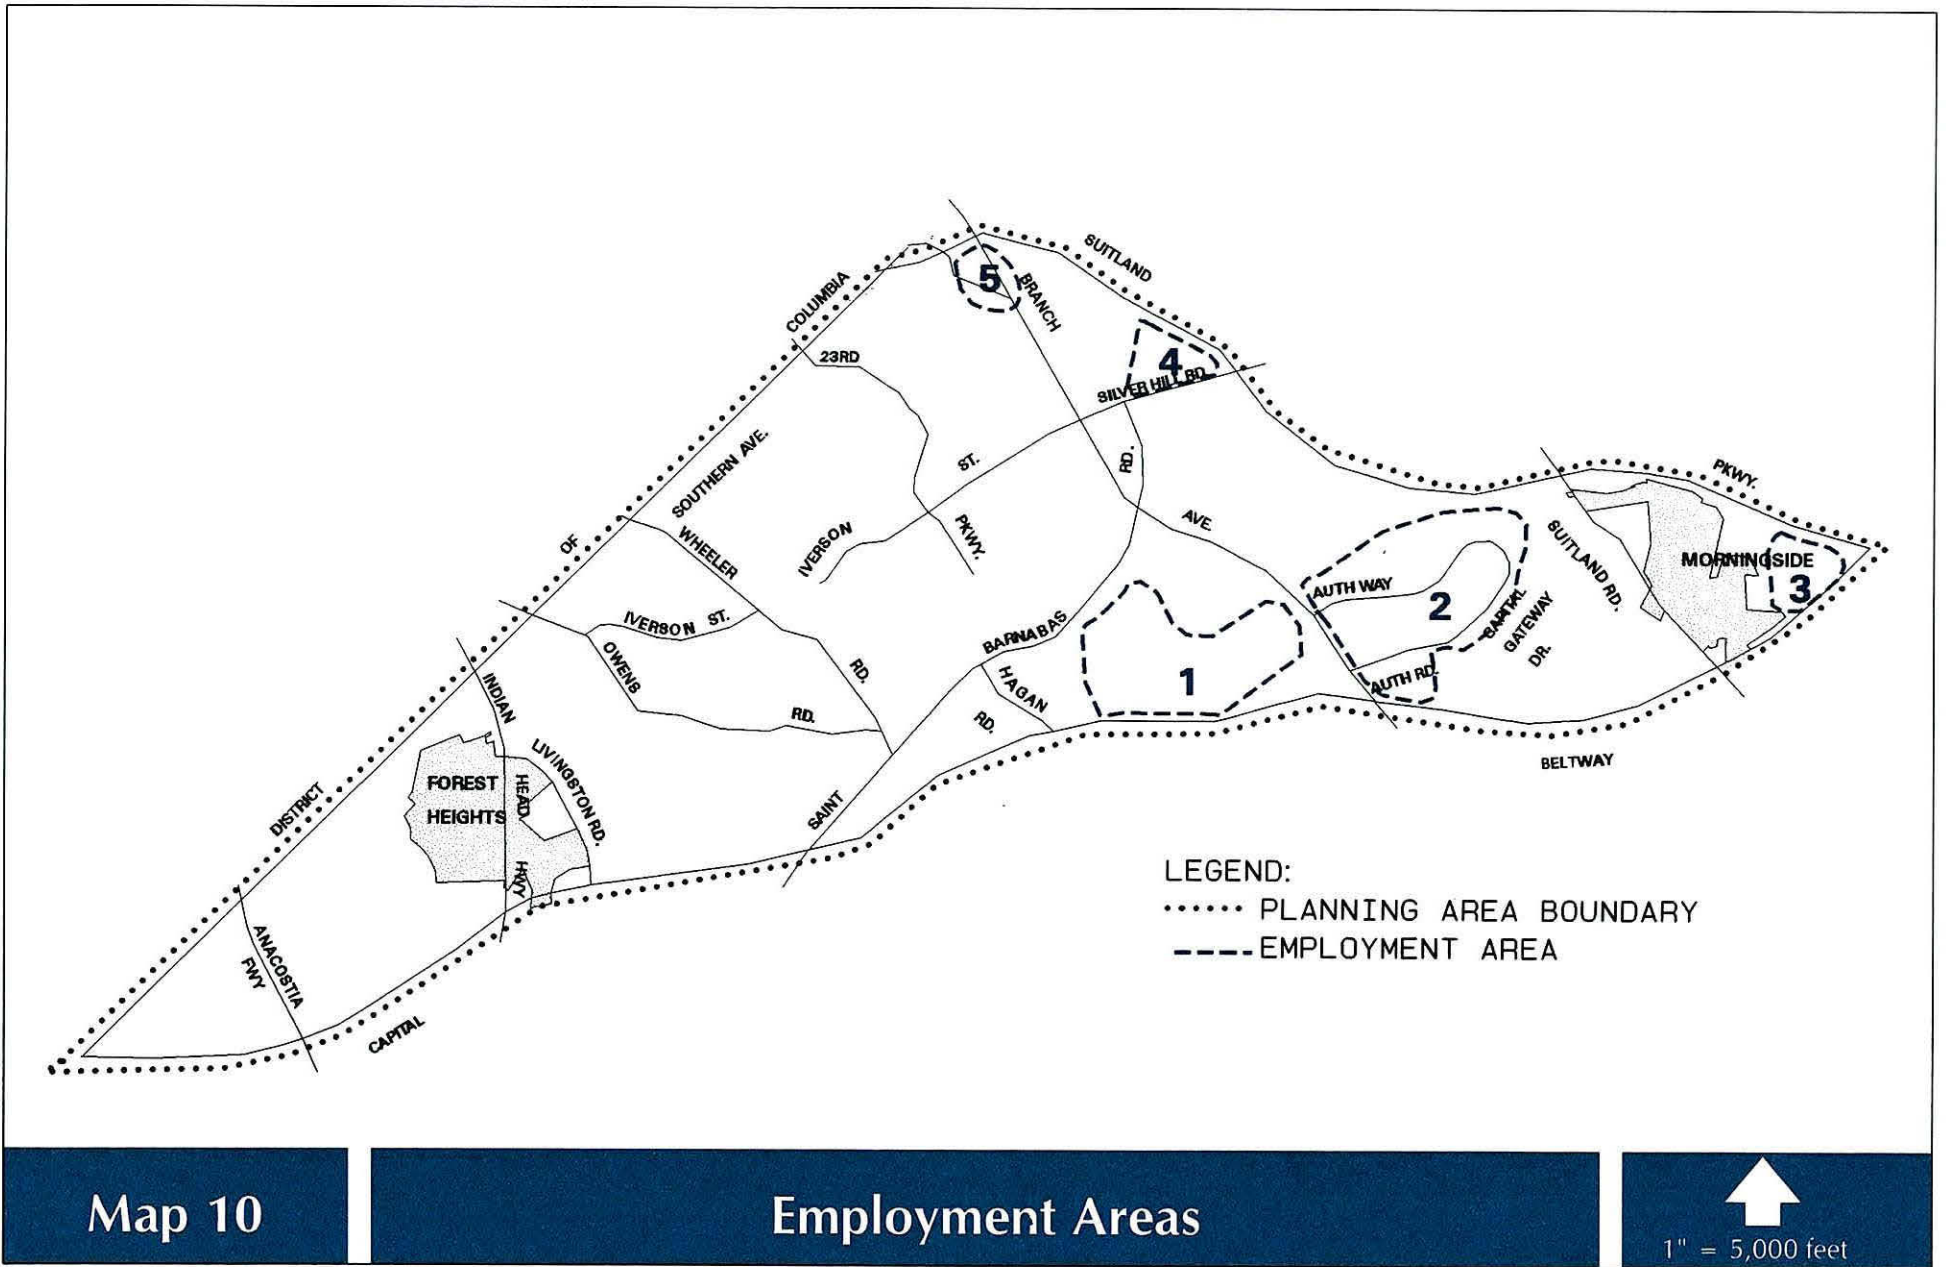 SUITLAND
COLUMBIA
5
BRANCH
23RD
4
SILVER HILL RD.
SOUTHERN AVE.
ST.
RD.
PKWY.
OF
WHEELER
IVERSON
PKWY.
AVE.
SUITLAND RD.
MORNINGSIDE
3
AUTH WAY
2
CAPITAL
GATEWAY
DR.
IVERSON ST.
OWENS
RD.
BARNABAS
HAGAN
RD.
1
AUTH RD.
INDIAN
RD.
LIVINGSTON RD.
BELTWAY
FOREST
HEIGHTS
HEAD
HWY
DISTRICT
SAINT
ANACOSTIA
FWY
CAPITAL
LEGEND:
PLANNING AREA BOUNDARY
EMPLOYMENT AREA
Map 10
Employment Areas
1" = 5,000 feet